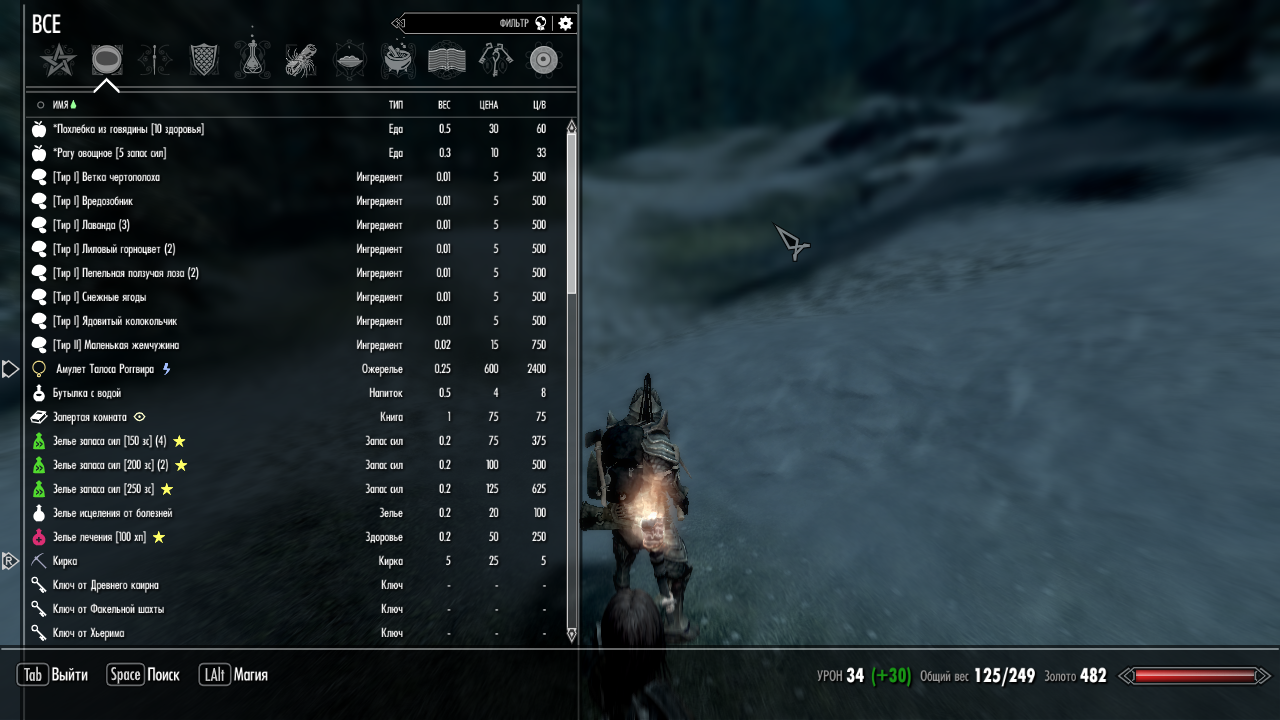 ВСЕ
ФИЛЬТР
ИМЯ ТИП ВЕС ЦЕНА Ц/В
*Похлебка из говядины [10 здоровья] Еда 0.5 30 60
*Рагу овощное [5 запас сил] Еда 0.3 10 33
[Тир I] Ветка чертополоха Ингредиент 0.01 5 500
[Тир I] Вредозобник Ингредиент 0.01 5 500
[Тир I] Лаванда (3) Ингредиент 0.01 5 500
[Тир I] Лиловый горноцвет (2) Ингредиент 0.01 5 500
[Тир I] Пепельная ползучая лоза (2) Ингредиент 0.01 5 500
[Тир I] Снежные ягоды Ингредиент 0.01 5 500
[Тир I] Ядовитый колокольчик Ингредиент 0.01 5 500
[Тир II] Маленькая жемчужина Ингредиент 0.02 15 750
Амулет Талоса Роггвира Ожерелье 0.25 600 2400
Бутылка с водой Напиток 0.5 4 8
Запертая комната Книга 1 75 75
Зелье запаса сил [150 зс] (4) Запас сил 0.2 75 375
Зелье запаса сил [200 зс] (2) Запас сил 0.2 100 500
Зелье запаса сил [250 зс] Запас сил 0.2 125 625
Зелье исцеления от болезней Зелье 0.2 20 100
Зелье лечения [100 хп] Здоровье 0.2 50 250
R Кирка Кирка 5 25 5
Ключ от Древнего каирна Ключ - - -
Ключ от Факельной шахты Ключ - - -
Ключ от Хьерима Ключ - - -
Tab Выйти Space Поиск LAlt Магия УРОН 34 (+30) Общий вес 125/249 Золото 482